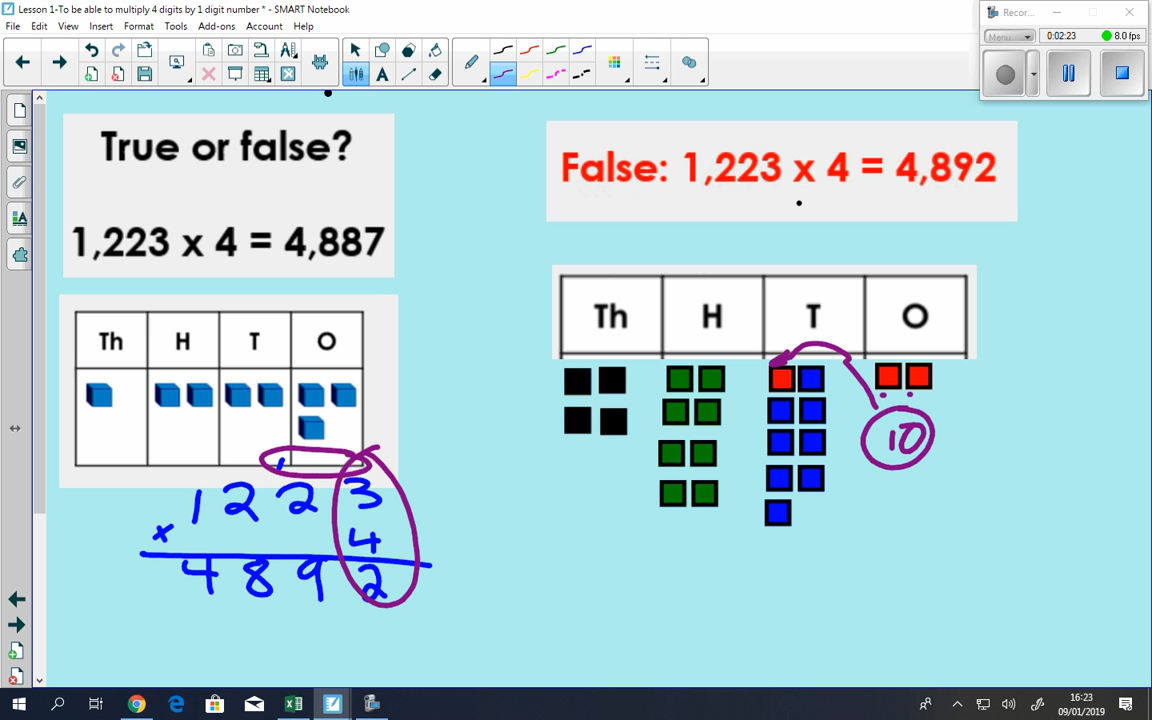 Lesson 1-To be able to multiply 4 digits by 1 digit number * - SMART Notebook
File Edit View Insert Format Tools Add-ons Account Help
Recor...
Menu
0:02:23
8.0 fps
True or false?
1,223 x 4 = 4,887
False: 1,223 x 4 = 4,892
Th H T O
Th H T O
10
1
1 2 2 3
x 4
4 8 9 2
16:23
09/01/2019